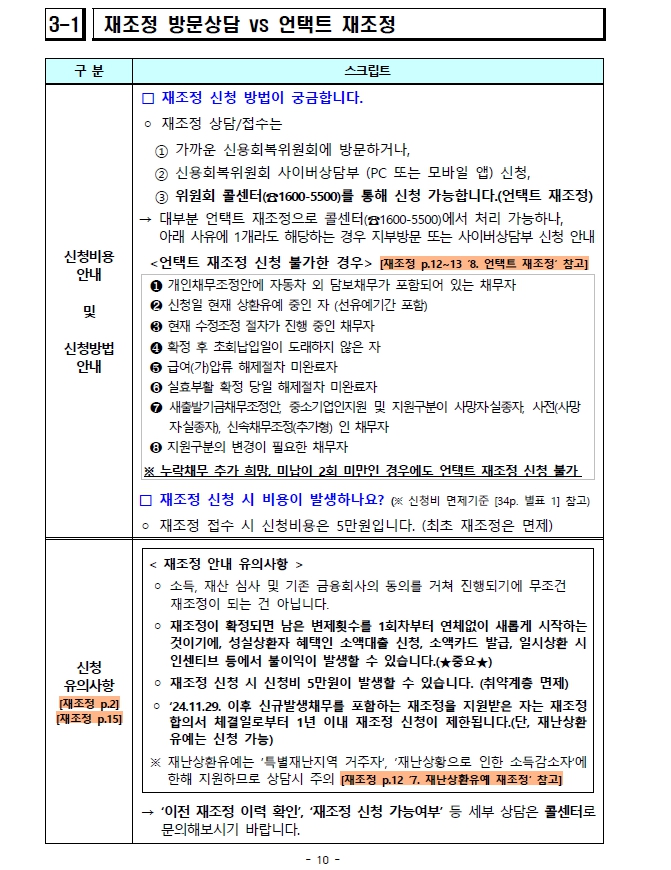 3-1 재조정 방문상담 vs 언택트 재조정
구 분
스크립트
신청비용
안내
및
신청방법
안내
□ 재조정 신청 방법이 궁금합니다.
○ 재조정 상담/접수는
① 가까운 신용회복위원회에 방문하거나,
② 신용회복위원회 사이버상담부 (PC 또는 모바일 앱) 신청,
③ 위원회 콜센터(☎1600-5500)를 통해 신청 가능합니다.(언택트 재조정)
→ 대부분 언택트 재조정으로 콜센터(☎1600-5500)에서 처리 가능하나,
아래 사유에 1개라도 해당하는 경우 지부방문 또는 사이버상담부 신청 안내
<언택트 재조정 신청 불가한 경우> [재조정 p.12~13 '8. 언택트 재조정' 참고]
❶ 개인채무조정안에 자동차 외 담보채무가 포함되어 있는 채무자
❷ 신청일 현재 상환유예 중인 자 (선유예기간 포함)
❸ 현재 수정조정 절차가 진행 중인 채무자
❹ 확정 후 초회납입일이 도래하지 않은 자
❺ 급여(가)압류 해제절차 미완료자
❻ 실효부활 확정 당일 해제절차 미완료자
❼ 새출발기금채무조정안, 중소기업인지원 및 지원구분이 사망자·실종자, 사전(사망
자·실종자), 신속채무조정(추가형) 인 채무자
❽ 지원구분의 변경이 필요한 채무자
※ 누락채무 추가 희망, 미납이 2회 미만인 경우에도 언택트 재조정 신청 불가
□ 재조정 신청 시 비용이 발생하나요? (※ 신청비 면제기준 [34p. 별표 1] 참고)
○ 재조정 접수 시 신청비용은 5만원입니다. (최초 재조정은 면제)
신청
유의사항
[재조정 p.2]
[재조정 p.15]
< 재조정 안내 유의사항 >
○ 소득, 재산 심사 및 기존 금융회사의 동의를 거쳐 진행되기에 무조건
재조정이 되는 건 아닙니다.
○ 재조정이 확정되면 남은 변제횟수를 1회차부터 연체없이 새롭게 시작하는
것이기에, 성실상환자 혜택인 소액대출 신청, 소액카드 발급, 일시상환 시
인센티브 등에서 불이익이 발생할 수 있습니다.(★중요★)
○ 재조정 신청 시 신청비 5만원이 발생할 수 있습니다. (취약계층 면제)
○ '24.11.29. 이후 신규발생채무를 포함하는 재조정을 지원받은 자는 재조정
합의서 체결일로부터 1년 이내 재조정 신청이 제한됩니다.(단, 재난상환
유예는 신청 가능)
※ 재난상환유예는 '특별재난지역 거주자', '재난상황으로 인한 소득감소자'에
한해 지원하므로 상담시 주의 [재조정 p.12 '7. 재난상환유예 재조정' 참고]
→ '이전 재조정 이력 확인', '재조정 신청 가능여부' 등 세부 상담은 콜센터로
문의해보시기 바랍니다.
- 10 -